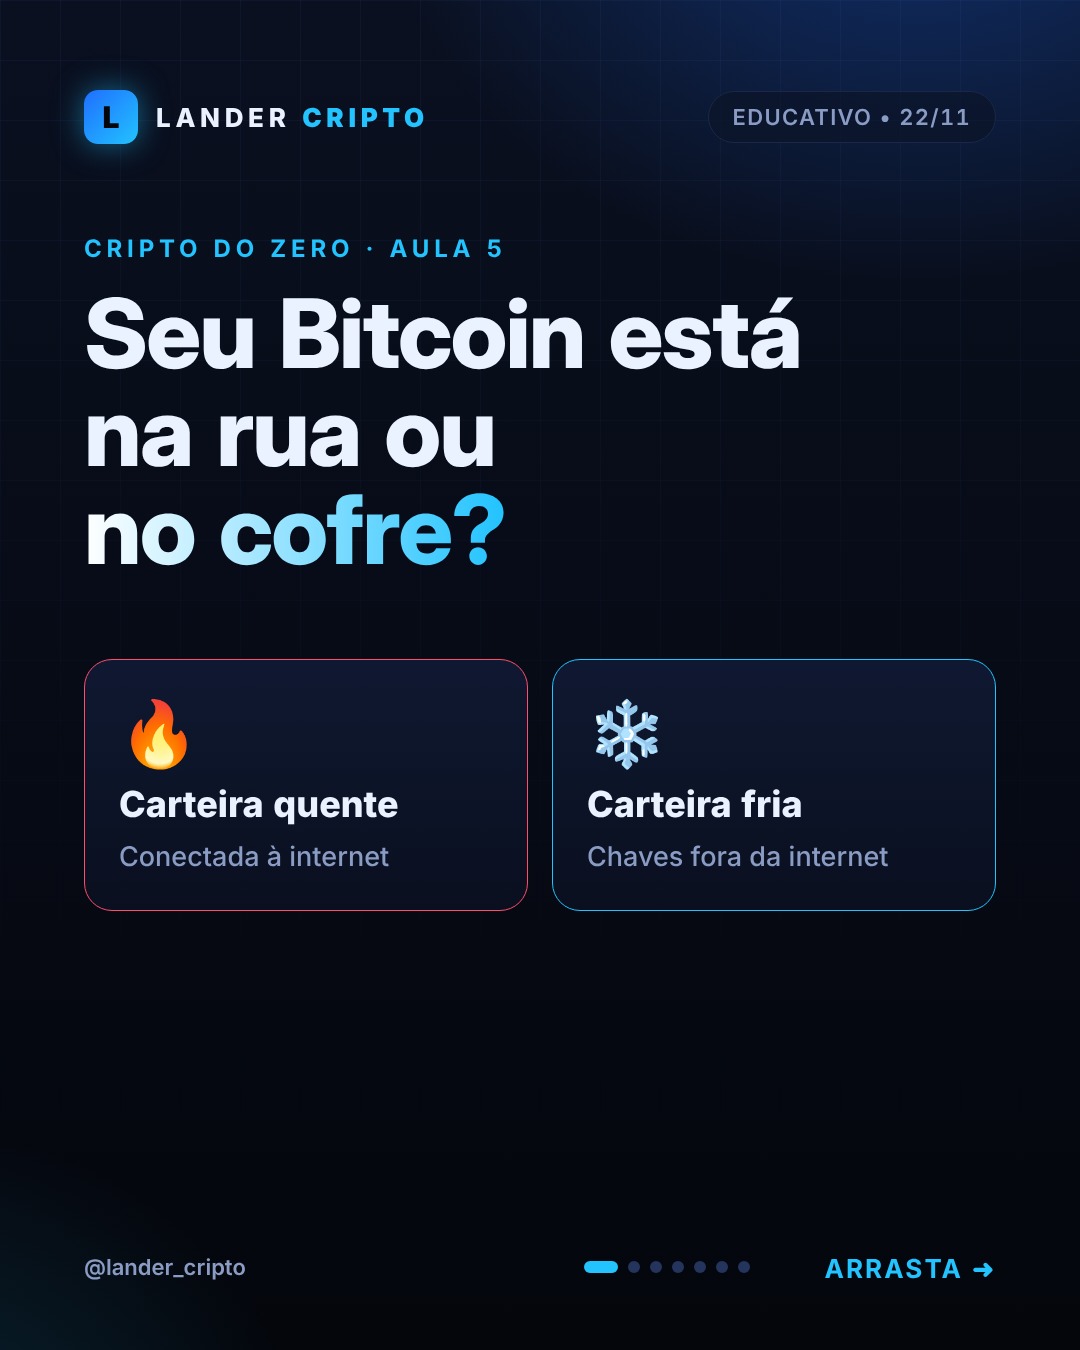 L LANDER CRIPTO
EDUCATIVO • 22/11
CRIPTO DO ZERO · AULA 5
Seu Bitcoin está
na rua ou
no cofre?
Carteira quente
Conectada à internet
Carteira fria
Chaves fora da internet
@lander_cripto
ARRASTA ➜